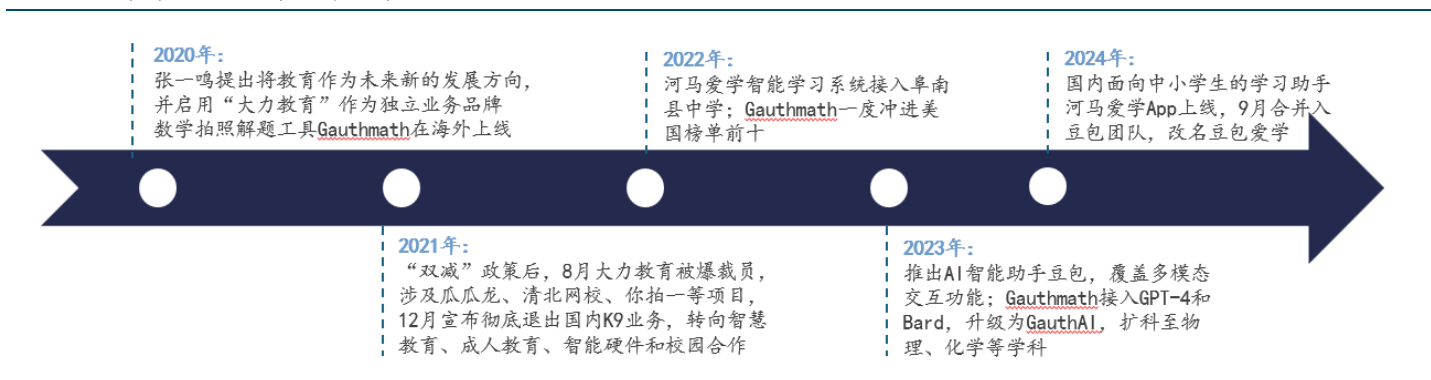 2020年：
张一鸣提出将教育作为未来新的发展方向，
并启用“大力教育”作为独立业务品牌
数学拍照解题工具Gauthmath在海外上线
2021年：
“双减”政策后，8月大力教育被爆裁员，
涉及瓜瓜龙、清北网校、你拍一等项目，
12月宣布彻底退出国内K9业务，转向智慧
教育、成人教育、智能硬件和校园合作
2022年：
河马爱学智能学习系统接入阜南
县中学；Gauthmath一度冲进美
国榜单前十
2023年：
推出AI智能助手豆包，覆盖多模态
交互功能；Gauthmath接入GPT-4和
Bard，升级为GauthAI，扩科至物
理、化学等学科
2024年：
国内面向中小学生的学习助手
河马爱学App上线，9月合并入
豆包团队，改名豆包爱学